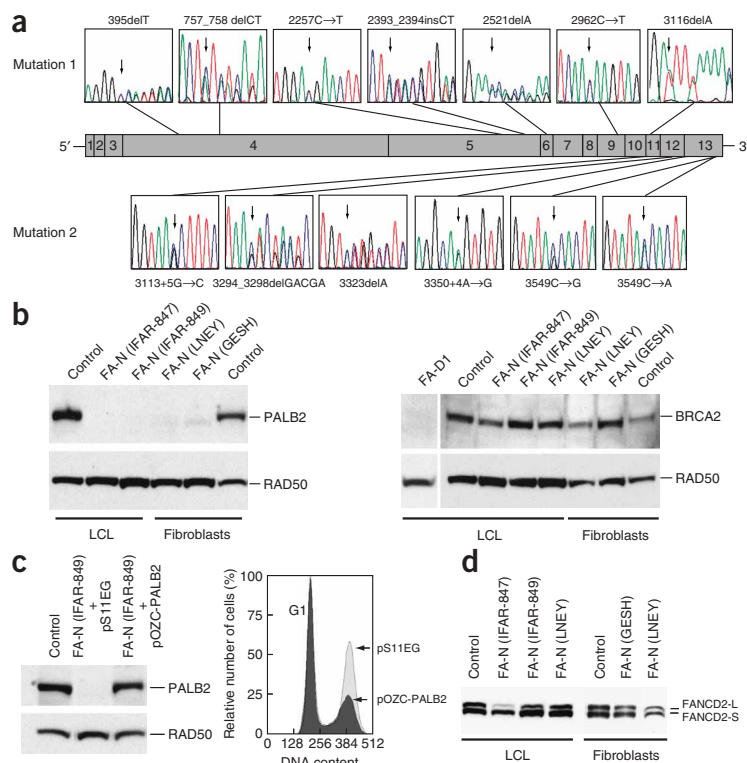 a
395delT 757_758 delCT 2257C→T 2393_2394insCT 2521delA 2962C→T 3116delA
Mutation 1
5′ 1 2 3 4 5 6 7 8 9 10 11 12 13 3
Mutation 2
3113+5G→C 3294_3298delGACGA 3323delA 3350+4A→G 3549C→G 3549C→A
b
Control FA-N (IFAR-847) FA-N (IFAR-849) FA-N (LNEY) FA-N (GESH) Control
PALB2
RAD50
LCL Fibroblasts
FA-D1 Control FA-N (IFAR-847) FA-N (IFAR-849) FA-N (LNEY) FA-N (LNEY) FA-N (GESH) Control
BRCA2
RAD50
LCL Fibroblasts
c
Control FA-N (IFAR-849) + pS11EG FA-N (IFAR-849) + pOZC-PALB2
PALB2
RAD50
Relative number of cells (%)
100
75
50
25
0
G1
pS11EG
pOZC-PALB2
0 128 256 384 512
DNA content
d
Control FA-N (IFAR-847) FA-N (IFAR-849) FA-N (LNEY) Control FA-N (GESH) FA-N (LNEY)
FANCD2-L
FANCD2-S
LCL Fibroblasts